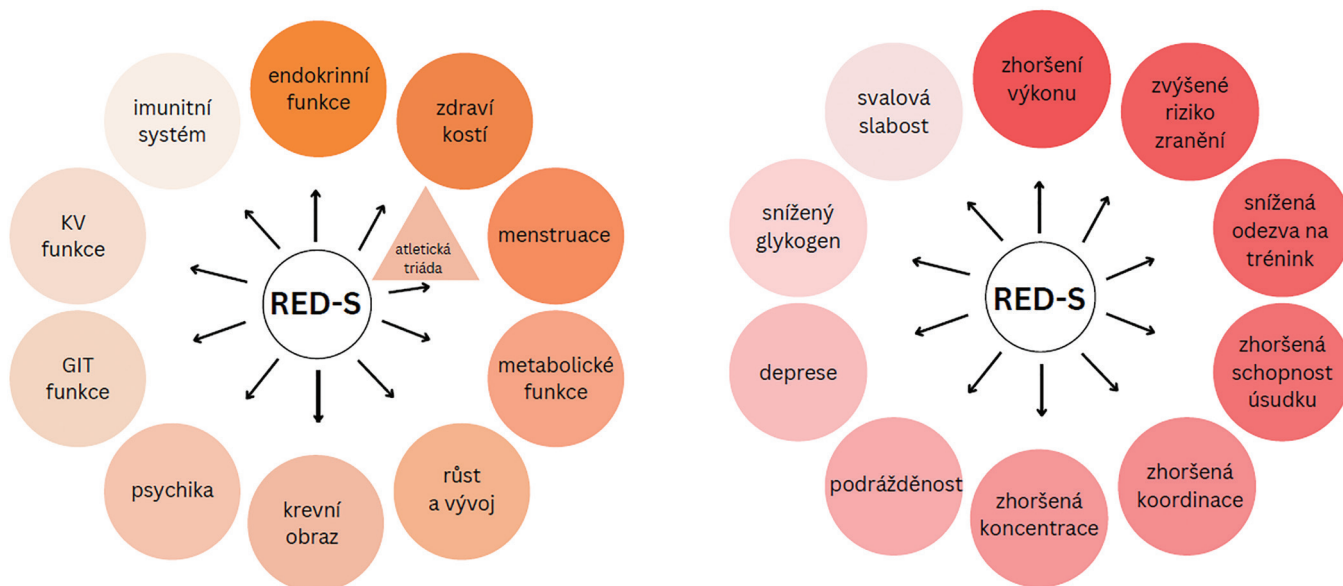 endokrinní
funkce
zdraví
kostí
menstruace
metabolické
funkce
růst
a vývoj
krevní
obraz
psychika
GIT
funkce
KV
funkce
imunitní
systém
atletická
triáda
RED-S
zhoršení
výkonu
zvýšené
riziko
zranění
snížená
odezva na
trénink
zhoršená
schopnost
úsudku
zhoršená
koordinace
zhoršená
koncentrace
podrážděnost
deprese
snížený
glykogen
svalová
slabost
RED-S